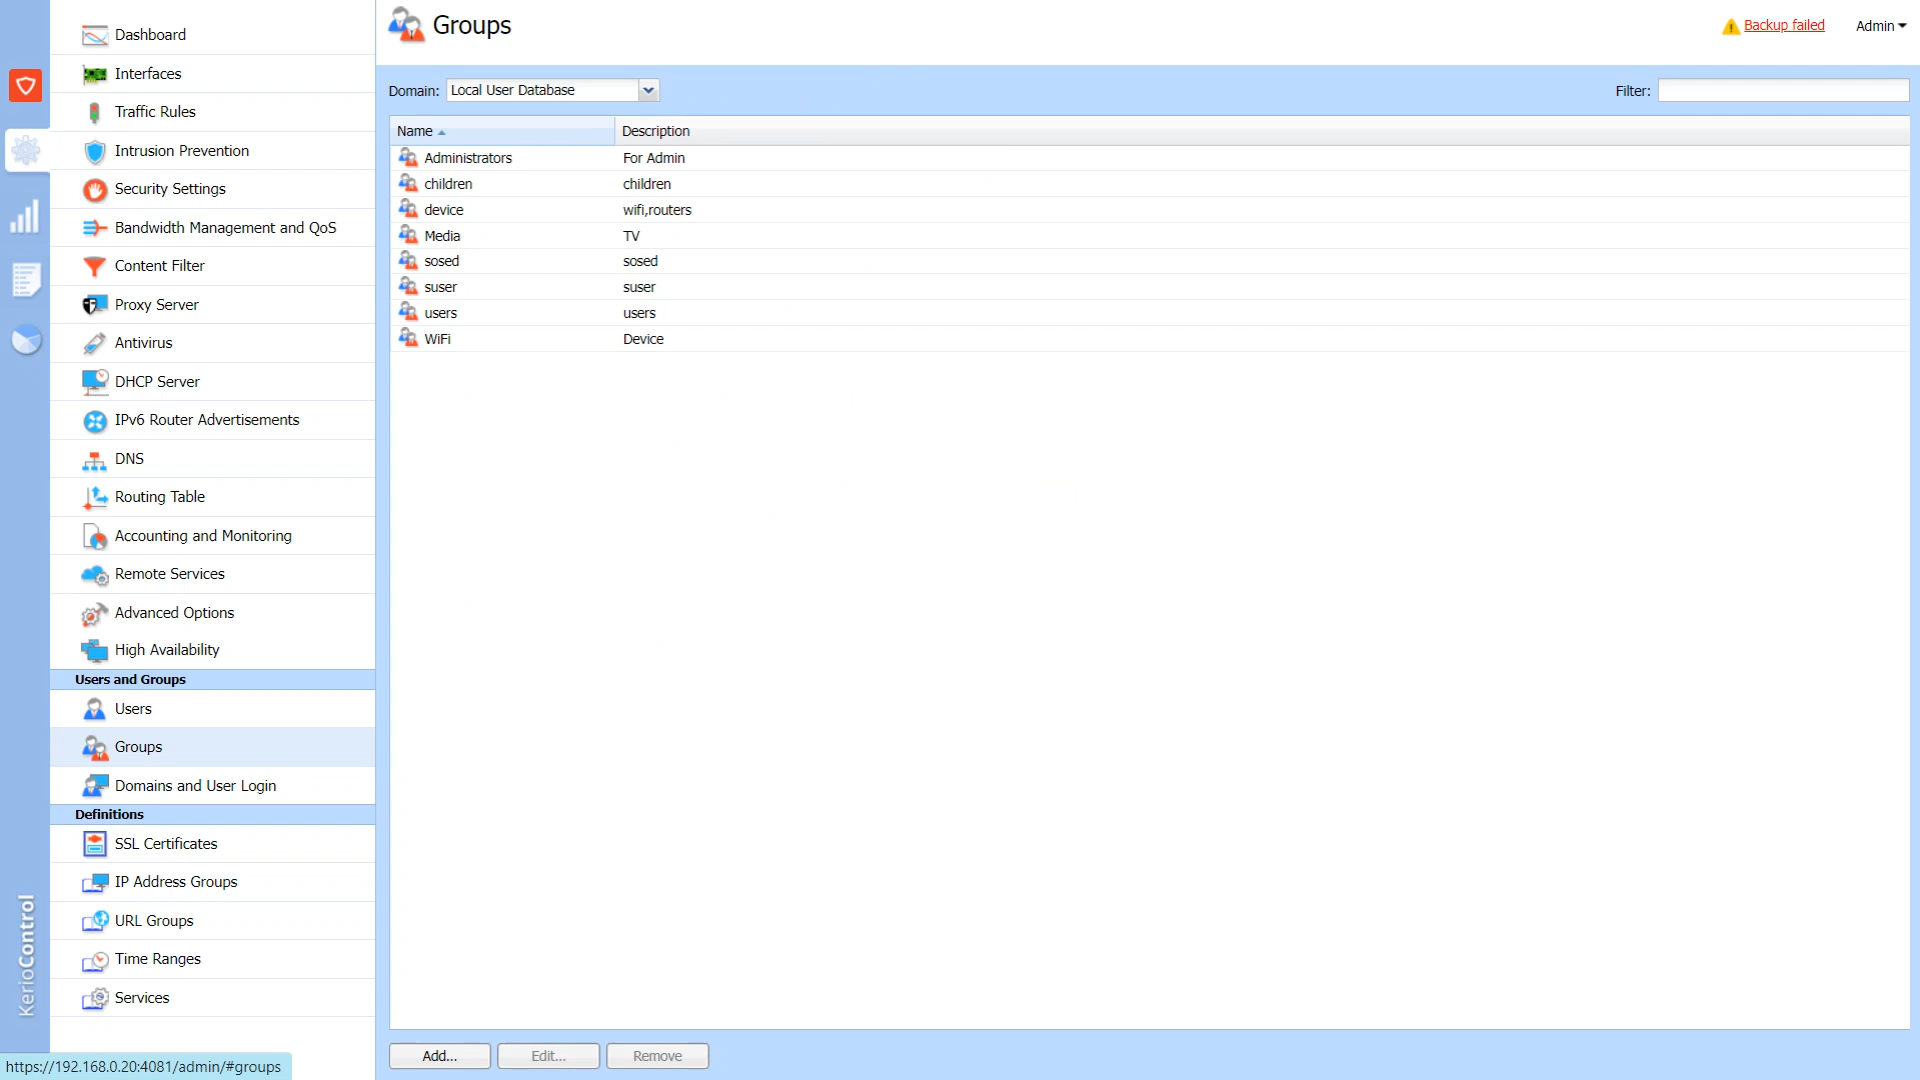 Groups
Backup failed
Admin
Dashboard
Interfaces
Traffic Rules
Intrusion Prevention
Security Settings
Bandwidth Management and QoS
Content Filter
Proxy Server
Antivirus
DHCP Server
IPv6 Router Advertisements
DNS
Routing Table
Accounting and Monitoring
Remote Services
Advanced Options
High Availability
Users and Groups
Users
Groups
Domains and User Login
Definitions
SSL Certificates
IP Address Groups
URL Groups
Time Ranges
Services
KerioControl
Domain: Local User Database
Filter:
Name Description
Administrators For Admin
children children
device wifi,routers
Media TV
sosed sosed
suser suser
users users
WiFi Device
Add... Edit... Remove
https://192.168.0.20:4081/admin/#groups